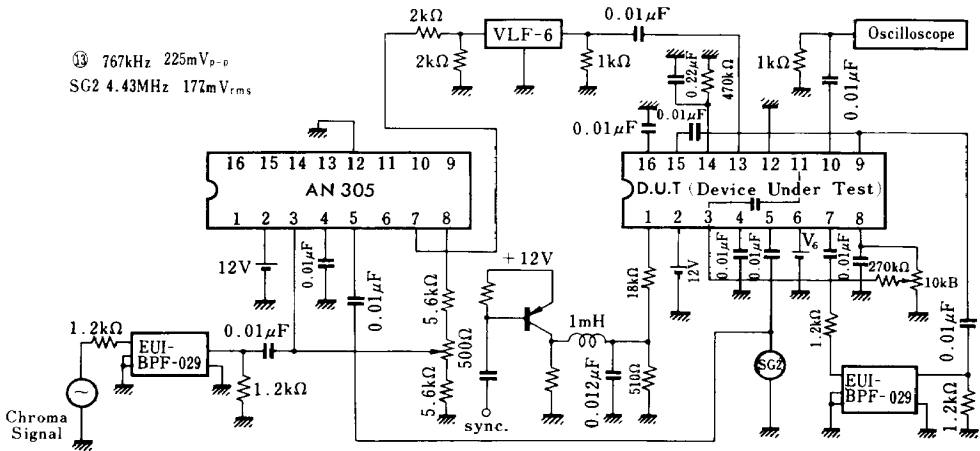 2kΩ
VLF-6
0.01μF
Oscilloscope
⑬ 767kHz 225mVp-p
SG2 4.43MHz 177mVrms
2kΩ
1kΩ
0.22μF
470kΩ
1kΩ
0.01μF
0.01μF
0.01μF
16 15 14 13 12 11 10 9
AN 305
1 2 3 4 5 6 7 8
16 15 14 13 12 11 10 9
D.U.T (Device Under Test)
1 2 3 4 5 6 7 8
12V
0.01μF
0.01μF
5.6kΩ
500Ω
5.6kΩ
+12V
sync.
1mH
0.012μF
18kΩ
510Ω
12V
0.01μF
0.01μF
V6
0.01μF
270kΩ
10kB
1.2kΩ
0.01μF
SG2
EUI-
BPF-029
1.2kΩ
1.2kΩ
EUI-
BPF-029
0.01μF
1.2kΩ
Chroma
Signal